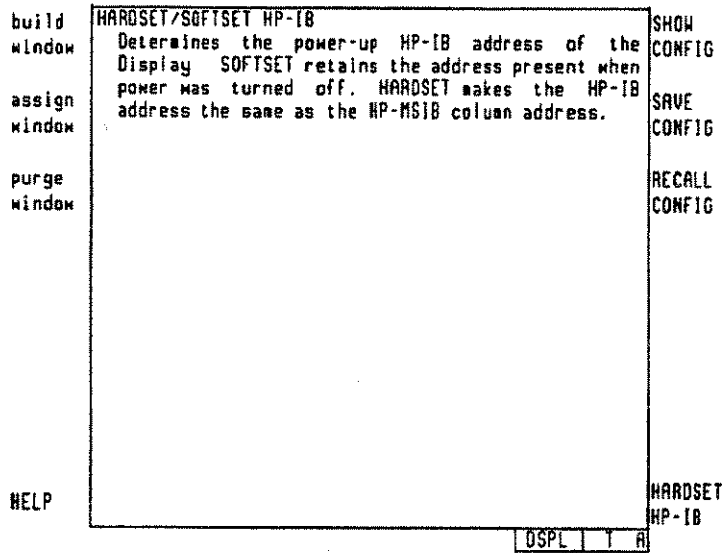 build
window
assign
window
purge
window
HELP
HARDSET/SOFTSET HP-IB
Determines the power-up HP-IB address of the
Display SOFTSET retains the address present when
power was turned off. HARDSET makes the HP-IB
address the same as the HP-MSIB column address.
SHOW
CONFIG
SAVE
CONFIG
RECALL
CONFIG
HARDSET
HP-IB
DSPL T A